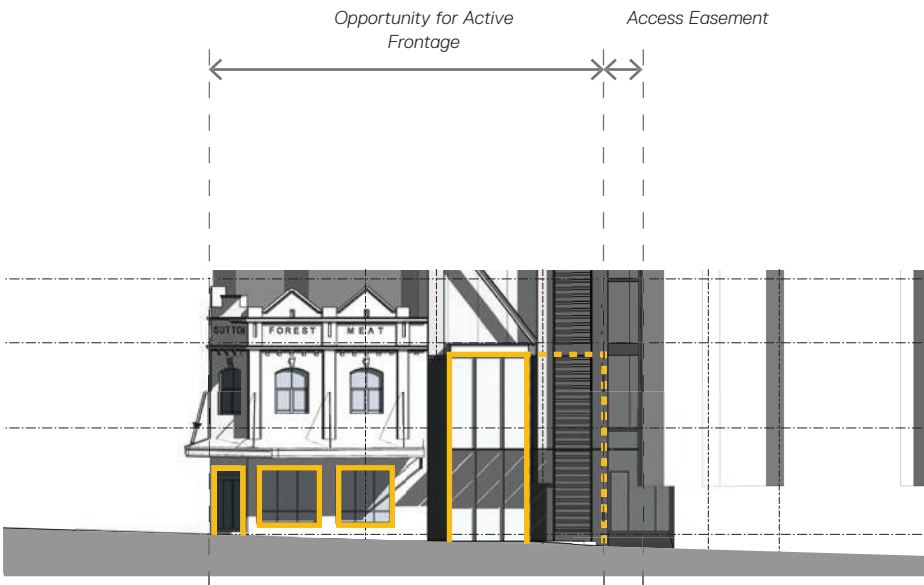 Opportunity for Active
Frontage
Access Easement
SUTTON FOREST MEAT